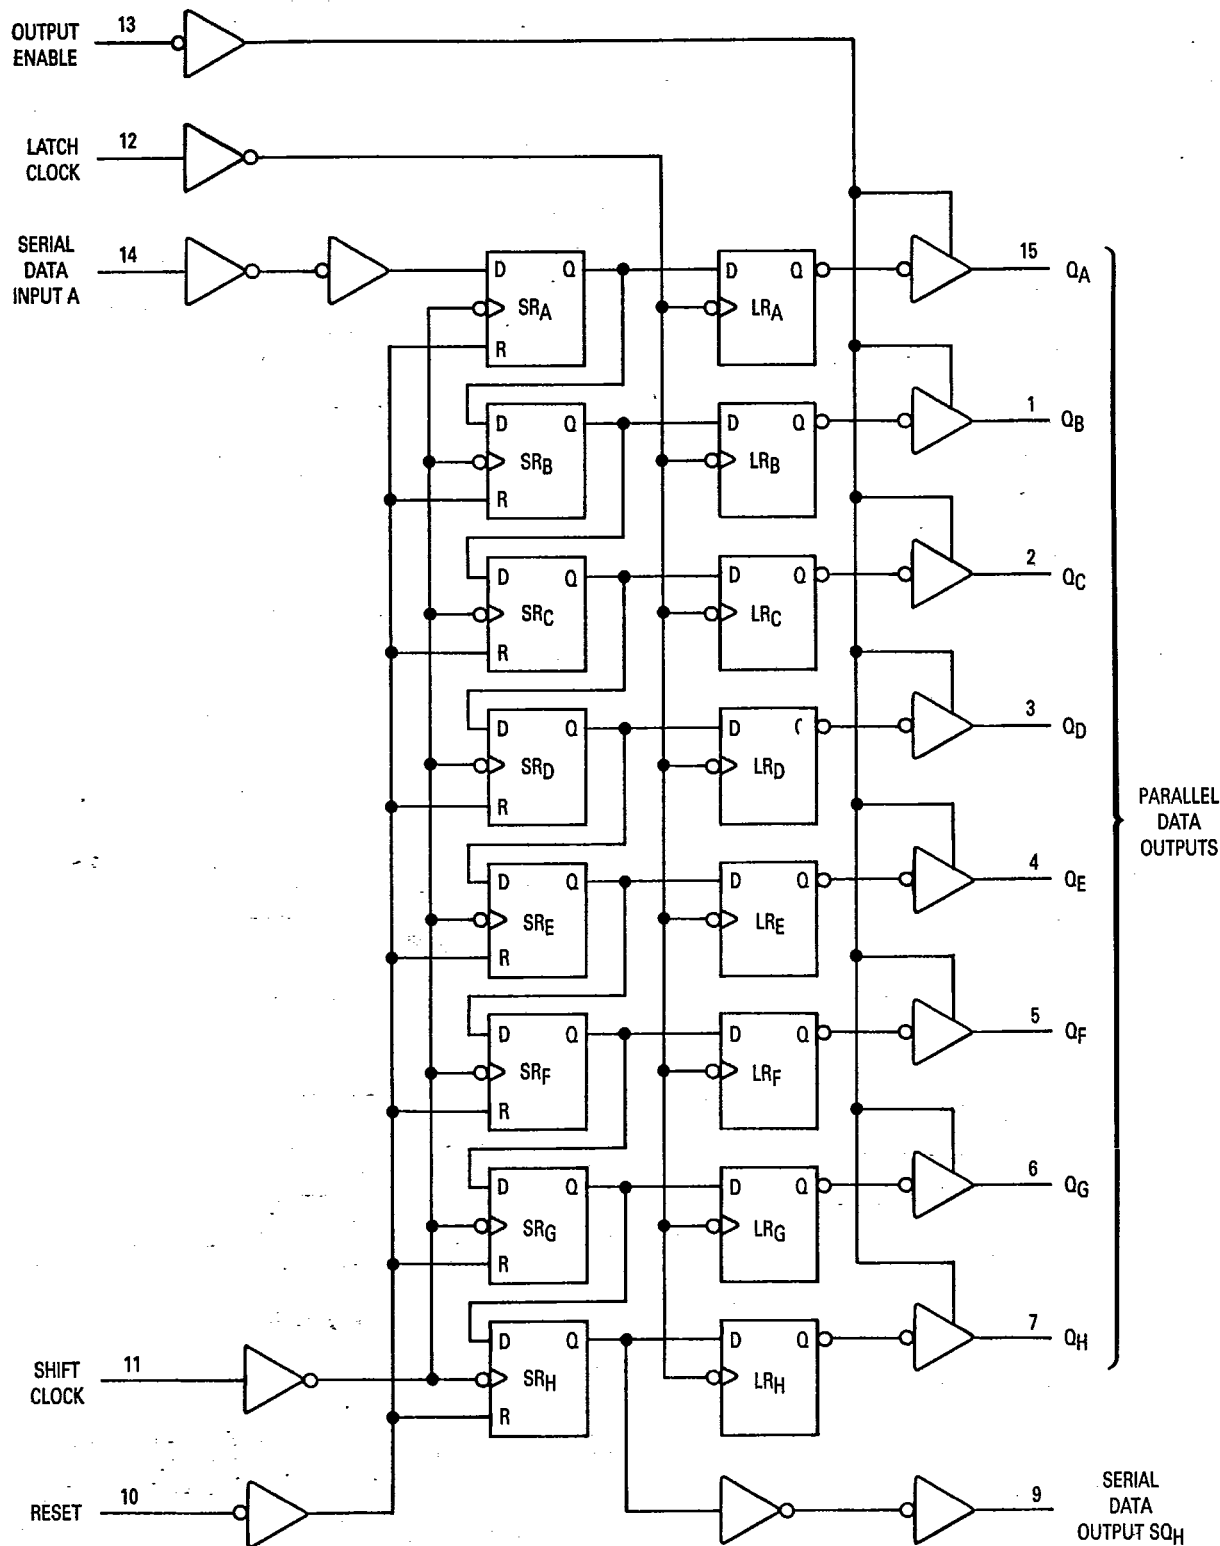 OUTPUT
ENABLE
13
LATCH
CLOCK
12
SERIAL
DATA
INPUT A
14
D Q
SRA
R
D Q
LRA
15
QA
D Q
SRB
R
D Q
LRB
1
QB
D Q
SRC
R
D Q
LRC
2
QC
D Q
SRD
R
D
LRD
3
QD
PARALLEL
DATA
OUTPUTS
D Q
SRE
R
D Q
LRE
4
QE
D Q
SRF
R
D Q
LRF
5
QF
D Q
SRG
R
D Q
LRG
6
QG
D Q
SRH
R
D Q
LRH
7
QH
SHIFT
CLOCK
11
RESET
10
9
SERIAL
DATA
OUTPUT SQH